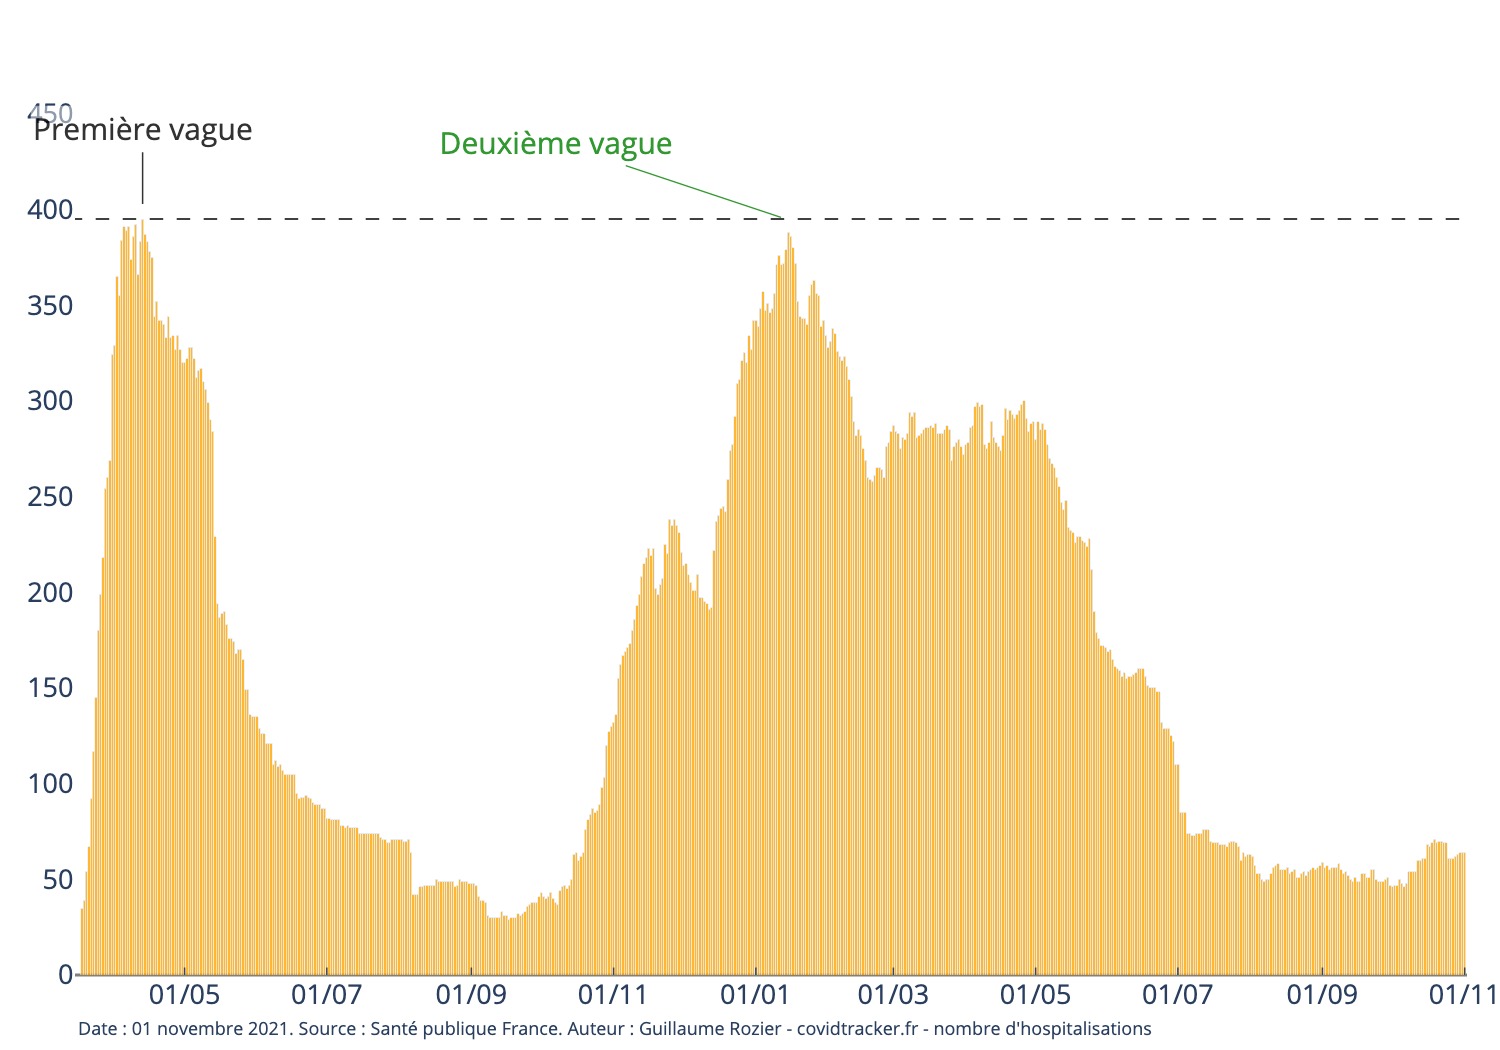 450
Première vague
Deuxième vague
400
350
300
250
200
150
100
50
0
01/05 01/07 01/09 01/11 01/01 01/03 01/05 01/07 01/09 01/11
Date : 01 novembre 2021. Source : Santé publique France. Auteur : Guillaume Rozier - covidtracker.fr - nombre d'hospitalisations